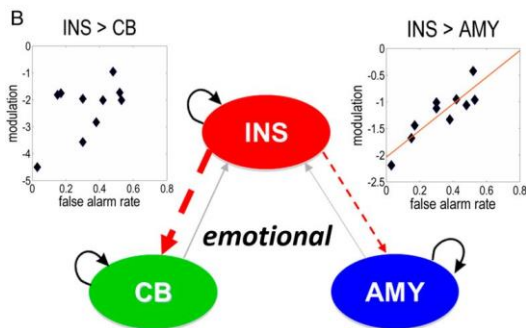 B
INS > CB
modulation
0
-1
-2
-3
-4
-5
0 0.2 0.4 0.6 0.8
false alarm rate
INS > AMY
modulation
0
-0.5
-1.0
-1.5
-2
-2.5
0 0.2 0.4 0.6 0.8
false alarm rate
INS
emotional
CB
AMY